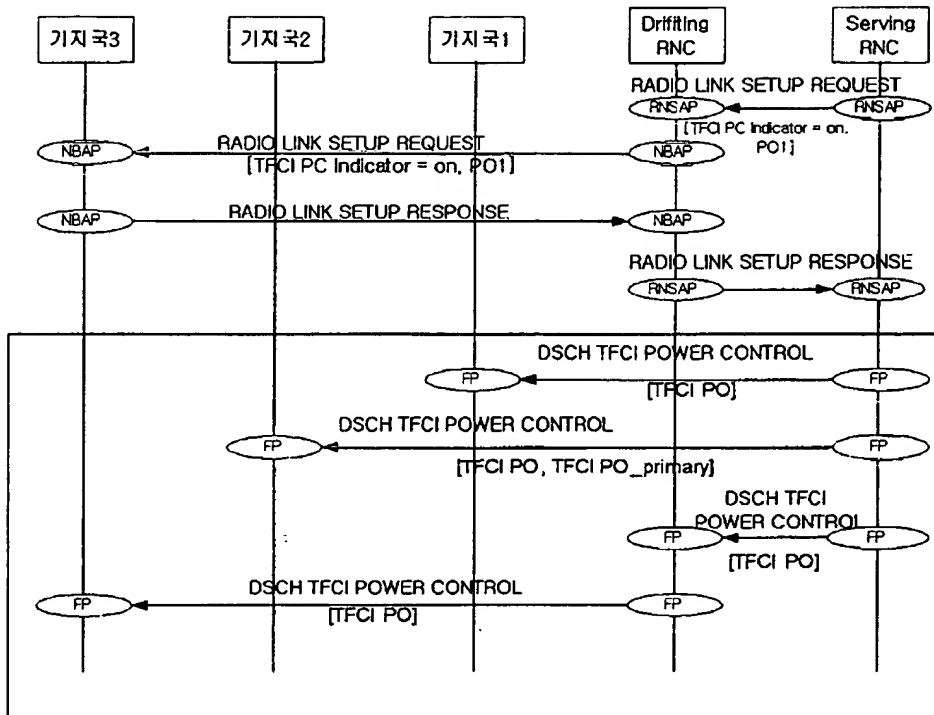 기지국3
기지국2
기지국1
Drifiting
RNC
Serving
RNC
RADIO LINK SETUP REQUEST
RNSAP
RNSAP
[TFCI PC Indicator = on,
PO1]
RADIO LINK SETUP REQUEST
NBAP
NBAP
[TFCI PC Indicator = on, PO1]
RADIO LINK SETUP RESPONSE
NBAP
NBAP
RADIO LINK SETUP RESPONSE
RNSAP
RNSAP
DSCH TFCI POWER CONTROL
FP
FP
[TFCI PO]
DSCH TFCI POWER CONTROL
FP
FP
[TFCI PO, TFCI PO_primary]
DSCH TFCI
POWER CONTROL
FP
FP
[TFCI PO]
DSCH TFCI POWER CONTROL
FP
FP
[TFCI PO]